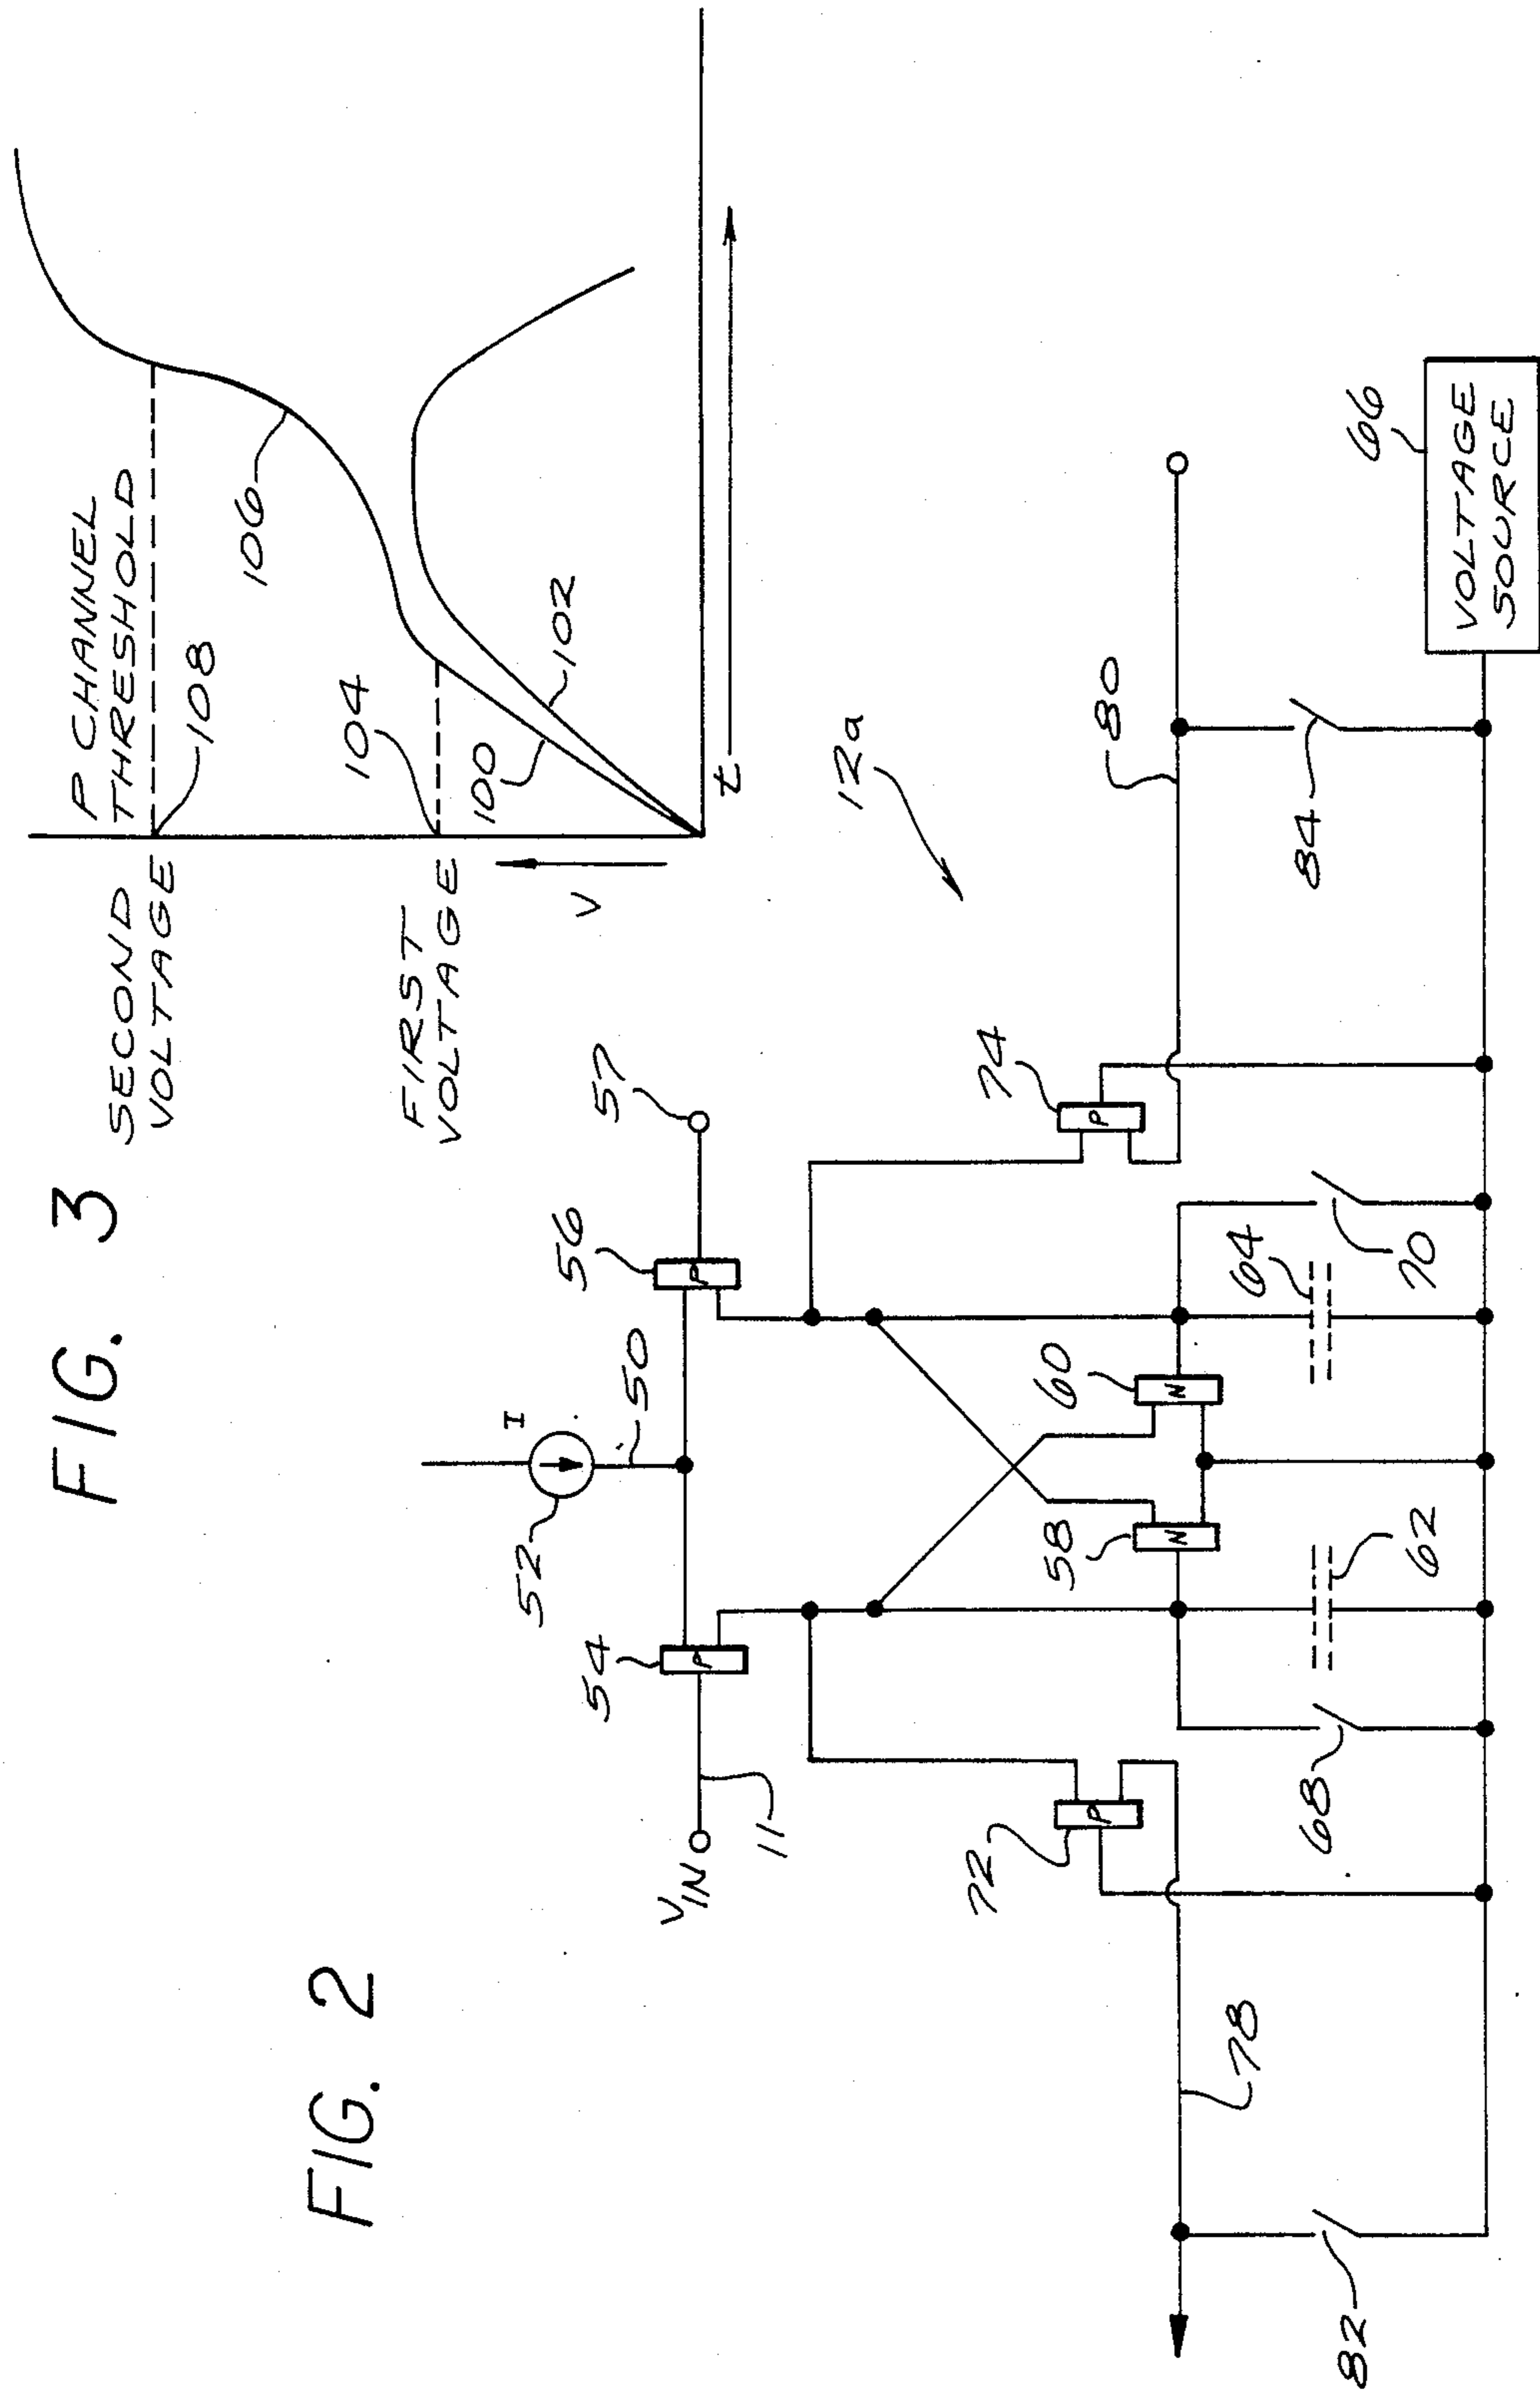 FIG. 2
FIG. 3
SECOND
VOLTAGE
P CHANNEL
THRESHOLD
108
106
FIRST
VOLTAGE
104
100
102
V
t
I
52
50
54
56
57
VIN
11
12a
72
74
58
60
78
80
68
62
64
70
82
84
66
VOLTAGE
SOURCE
P
P
P
P
N
N